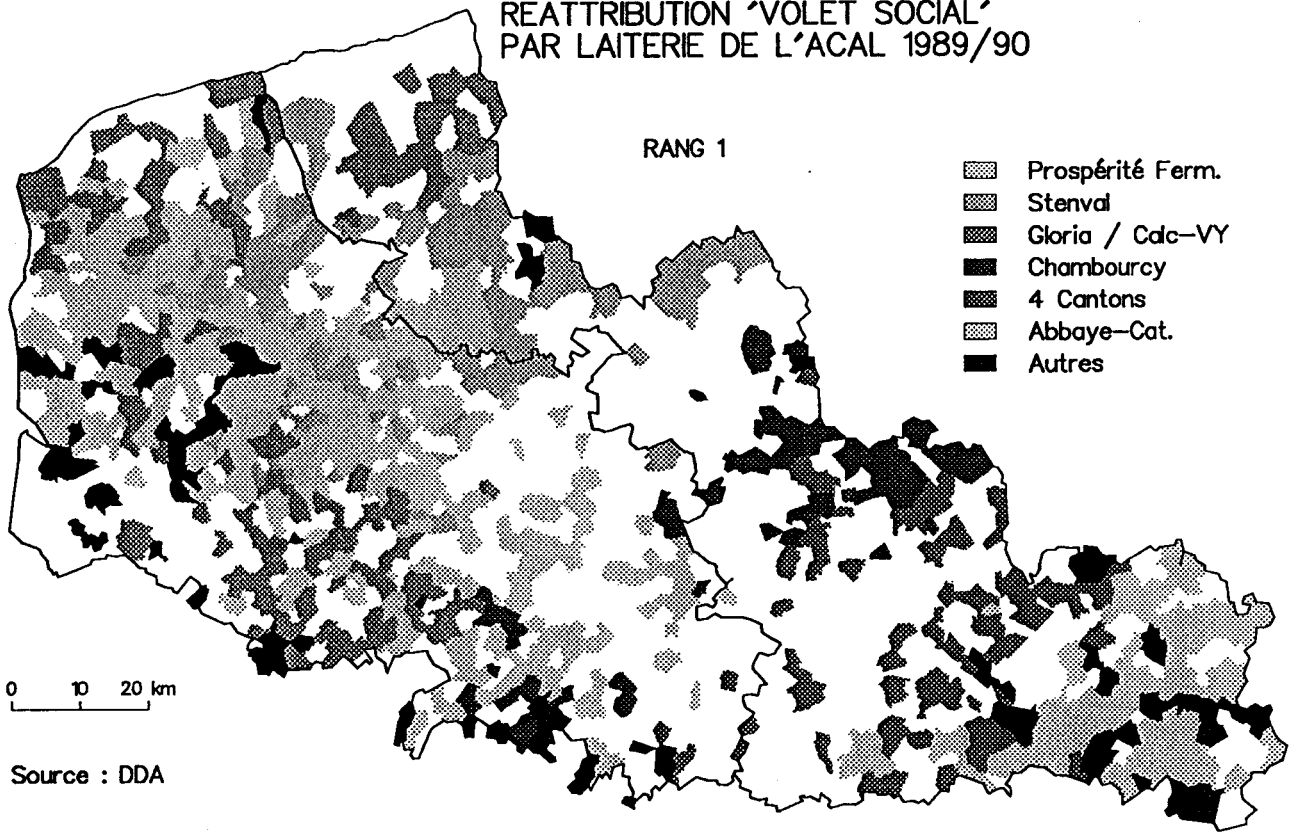 REATTRIBUTION 'VOLET SOCIAL'
PAR LAITERIE DE L'ACAL 1989/90
RANG 1
Prospérité Ferm.
Stenval
Gloria / Calc-VY
Chambourcy
4 Cantons
Abbaye-Cat.
Autres
0 10 20 km
Source : DDA